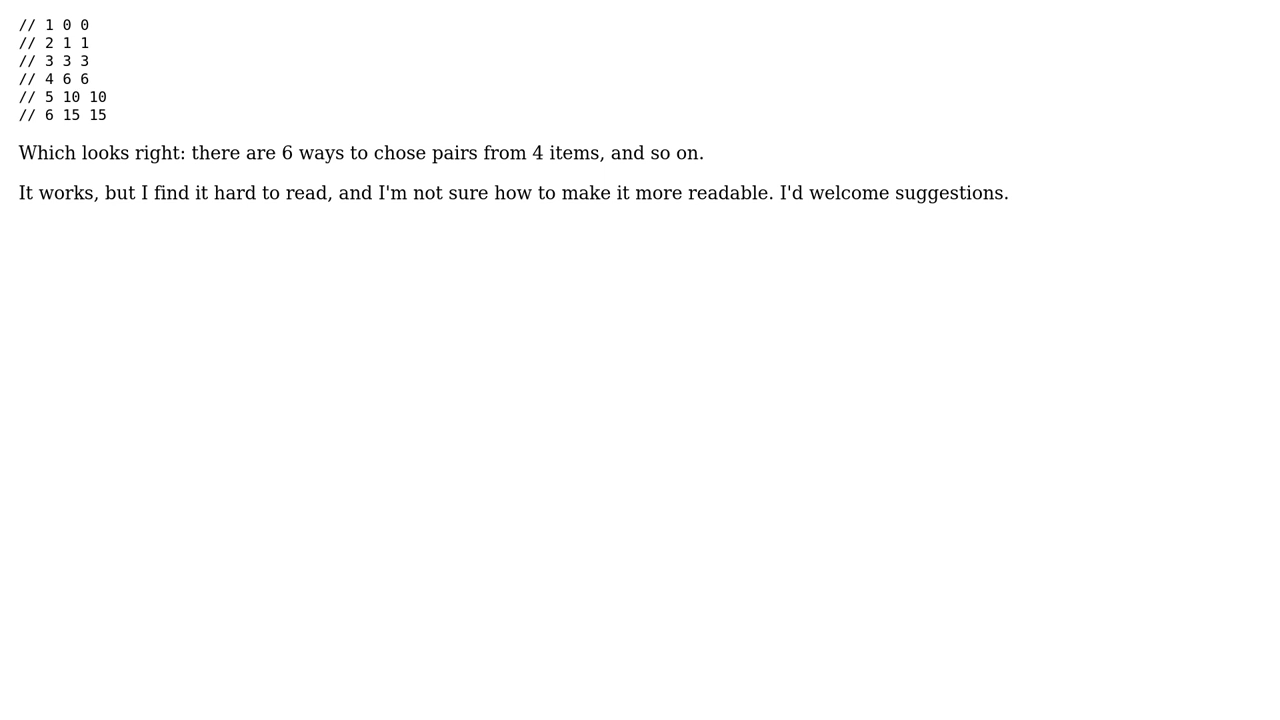 // 1 0 0
// 2 1 1
// 3 3 3
// 4 6 6
// 5 10 10
// 6 15 15
Which looks right: there are 6 ways to chose pairs from 4 items, and so on.
It works, but I find it hard to read, and I'm not sure how to make it more readable. I'd welcome suggestions.